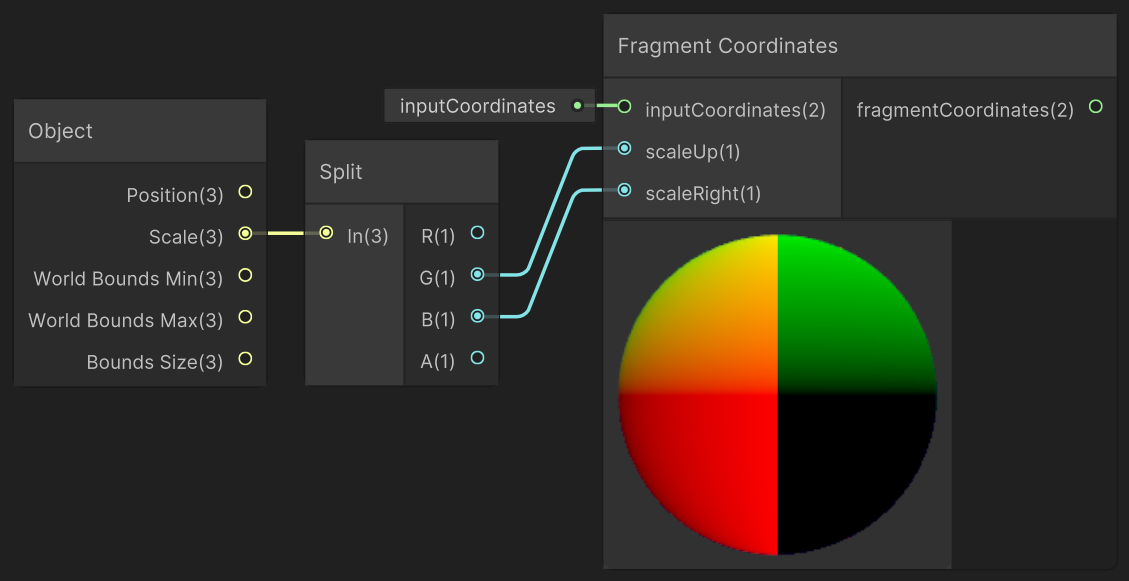 Fragment Coordinates
inputCoordinates
inputCoordinates(2)
fragmentCoordinates(2)
scaleUp(1)
scaleRight(1)
Object
Position(3)
Scale(3)
World Bounds Min(3)
World Bounds Max(3)
Bounds Size(3)
Split
In(3)
R(1)
G(1)
B(1)
A(1)